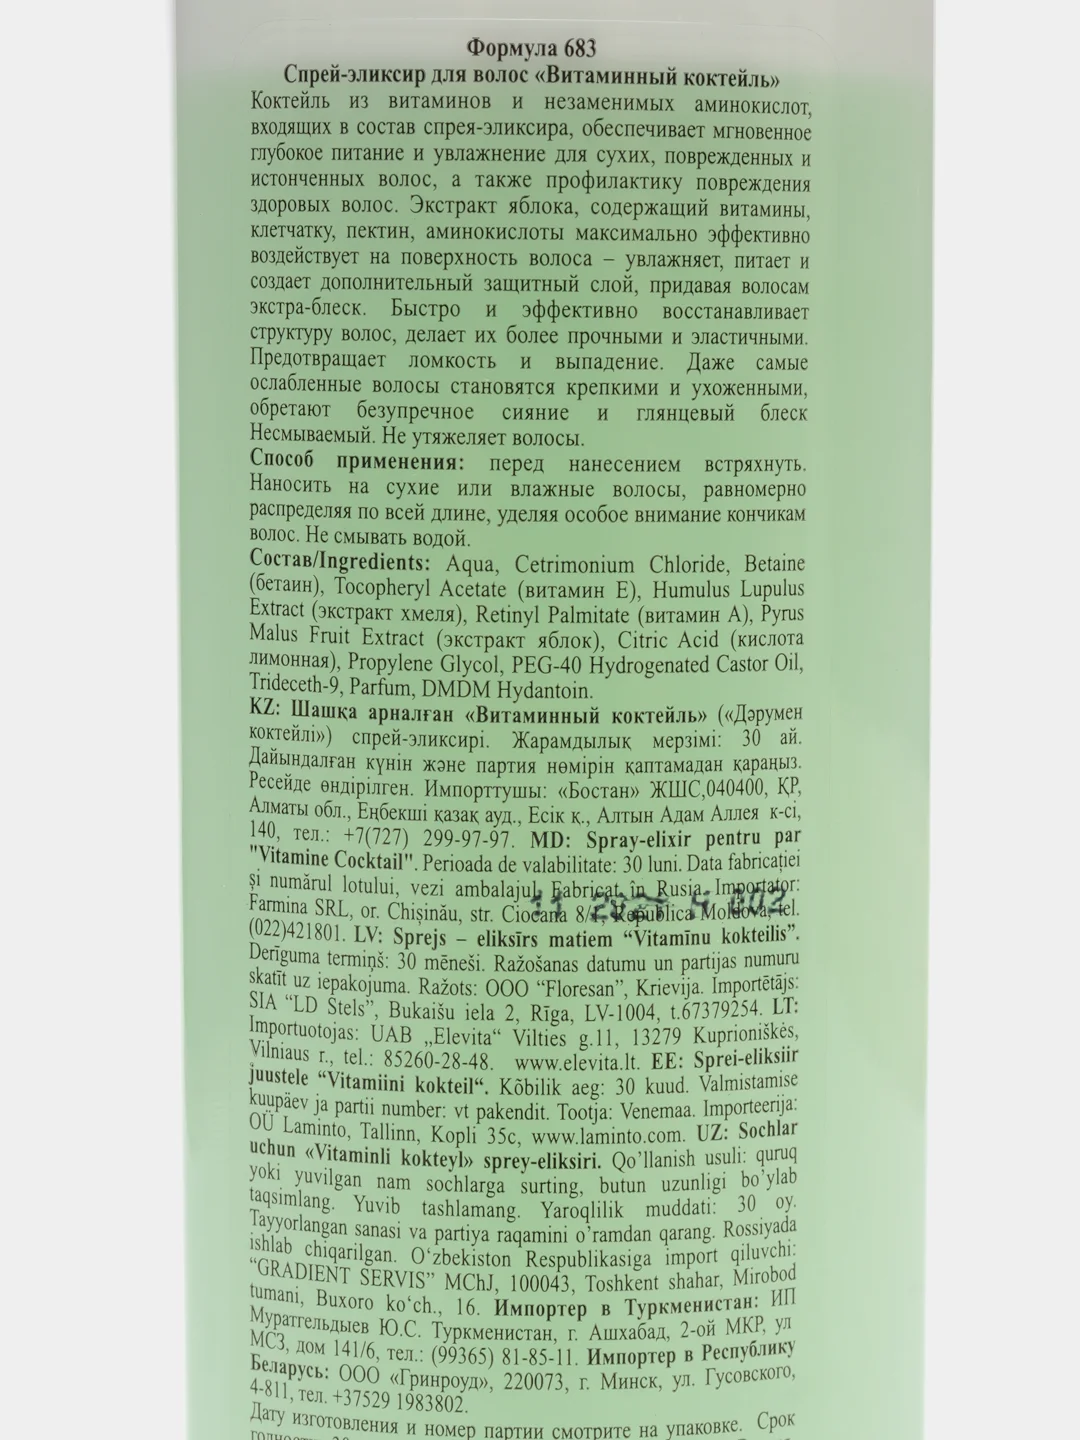 Формула 683
Спрей-эликсир для волос «Витаминный коктейль»
Коктейль из витаминов и незаменимых аминокислот,
входящих в состав спрея-эликсира, обеспечивает мгновенное
глубокое питание и увлажнение для сухих, поврежденных и
истонченных волос, а также профилактику повреждения
здоровых волос. Экстракт яблока, содержащий витамины,
клетчатку, пектин, аминокислоты максимально эффективно
воздействует на поверхность волоса – увлажняет, питает и
создает дополнительный защитный слой, придавая волосам
экстра-блеск. Быстро и эффективно восстанавливает
структуру волос, делает их более прочными и эластичными.
Предотвращает ломкость и выпадение. Даже самые
ослабленные волосы становятся крепкими и ухоженными,
обретают безупречное сияние и глянцевый блеск
Несмываемый. Не утяжеляет волосы.
Способ применения: перед нанесением встряхнуть.
Наносить на сухие или влажные волосы, равномерно
распределяя по всей длине, уделяя особое внимание кончикам
волос. Не смывать водой.
Состав/Ingredients: Aqua, Cetrimonium Chloride, Betaine
(бетаин), Tocopheryl Acetate (витамин Е), Humulus Lupulus
Extract (экстракт хмеля), Retinyl Palmitate (витамин А), Pyrus
Malus Fruit Extract (экстракт яблок), Citric Acid (кислота
лимонная), Propylene Glycol, PEG-40 Hydrogenated Castor Oil,
Trideceth-9, Parfum, DMDM Hydantoin.
KZ: Шашқа арналған «Витаминный коктейль» («Дәрумен
коктейлі») спрей-эликсирі. Жарамдылық мерзімі: 30 ай.
Дайындалған күнін және партия нөмірін қаптамадан қараңыз.
Ресейде өндірілген. Импорттушы: «Бостан» ЖШС,040400, ҚР,
Алматы обл., Еңбекші қазақ ауд., Есік қ., Алтын Адам Аллея к-сі,
140, тел.: +7(727) 299-97-97. MD: Spray-elixir pentru par
"Vitamine Cocktail". Perioada de valabilitate: 30 luni. Data fabricației
și numărul lotului, vezi ambalajul. Fabricat în Rusia. Importator:
Farmina SRL, or. Chișinău, str. Ciocana 8/1, Republica Moldova, tel.
(022)421801. LV: Sprejs – eliksīrs matiem “Vitamīnu kokteilis”.
Derīguma termiņš: 30 mēneši. Ražošanas datumu un partijas numuru
skatīt uz iepakojuma. Ražots: OOO “Floresan”, Krievija. Importētājs:
SIA “LD Stels”, Bukaišu iela 2, Rīga, LV-1004, t.67379254. LT:
Importuotojas: UAB „Elevita“ Vilties g.11, 13279 Kuprioniškės,
Vilniaus r., tel.: 85260-28-48. www.elevita.lt. EE: Sprei-eliksiir
juustele “Vitamiini kokteil“. Kõbilik aeg: 30 kuud. Valmistamise
kuupäev ja partii number: vt pakendit. Tootja: Venemaa. Importeerija:
OÜ Laminto, Tallinn, Kopli 35c, www.laminto.com. UZ: Sochlar
uchun «Vitaminli kokteyl» sprey-eliksiri. Qo’llanish usuli: quruq
yoki yuvilgan nam sochlarga surting, butun uzunligi bo’ylab
taqsimlang. Yuvib tashlamang. Yaroqlilik muddati: 30 oy.
Tayyorlangan sanasi va partiya raqamini o’ramdan qarang. Rossiyada
ishlab chiqarilgan. O‘zbekiston Respublikasiga import qiluvchi:
“GRADIENT SERVIS” MChJ, 100043, Toshkent shahar, Mirobod
tumani, Buxoro ko‘ch., 16. Импортер в Туркменистан: ИП
Муратгельдыев Ю.С. Туркменистан, г. Ашхабад, 2-ой МКР, ул
МСЗ, дом 141/6, тел.: (99365) 81-85-11. Импортер в Республику
Беларусь: ООО «Гринроуд», 220073, г. Минск, ул. Гусовского,
4-811, тел. +37529 1983802.
Дату изготовления и номер партии смотрите на упаковке. Срок